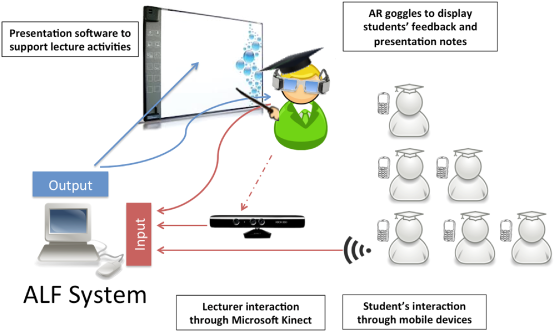 Presentation software to
support lecture activities
AR goggles to display
students' feedback and
presentation notes
Output
Input
ALF System
Lecturer interaction
through Microsoft Kinect
Student's interaction
through mobile devices